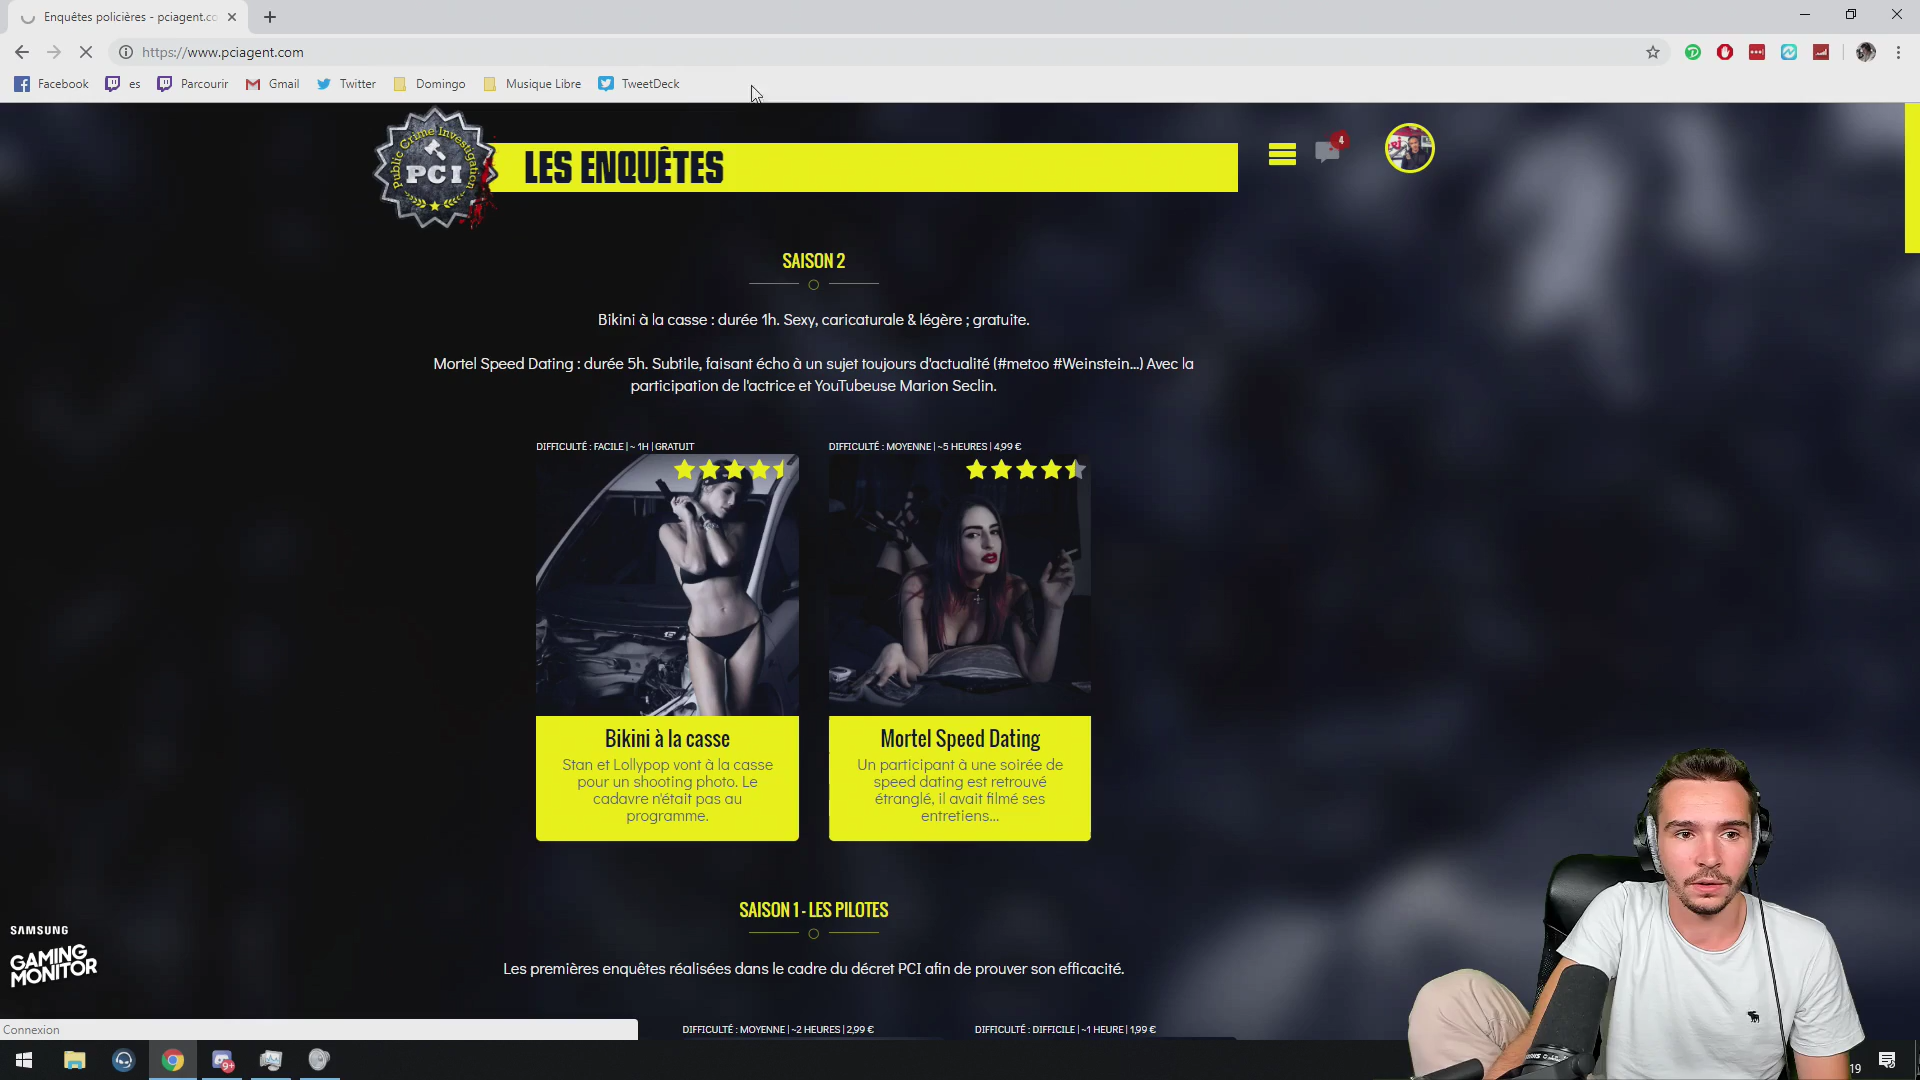 Enquêtes policières - pciagent.co
https://www.pciagent.com
Facebook
es
Parcourir
Gmail
Twitter
Domingo
Musique Libre
TweetDeck
Public Crime Investigation
PCI
LES ENQUÊTES
4
SAISON 2
Bikini à la casse : durée 1h. Sexy, caricaturale & légère ; gratuite.
Mortel Speed Dating : durée 5h. Subtile, faisant écho à un sujet toujours d'actualité (#metoo #Weinstein...) Avec la
participation de l'actrice et YouTubeuse Marion Seclin.
DIFFICULTÉ : FACILE | ~ 1H | GRATUIT
DIFFICULTÉ : MOYENNE | ~5 HEURES | 4,99 €
Bikini à la casse
Stan et Lollypop vont à la casse
pour un shooting photo. Le
cadavre n'était pas au
programme.
Mortel Speed Dating
Un participant à une soirée de
speed dating est retrouvé
étranglé, il avait filmé ses
entretiens...
SAISON 1 - LES PILOTES
Les premières enquêtes réalisées dans le cadre du décret PCI afin de prouver son efficacité.
DIFFICULTÉ : MOYENNE | ~2 HEURES | 2,99 €
DIFFICULTÉ : DIFFICILE | ~1 HEURE | 1,99 €
SAMSUNG
GAMING
MONITOR
Connexion
9+
19